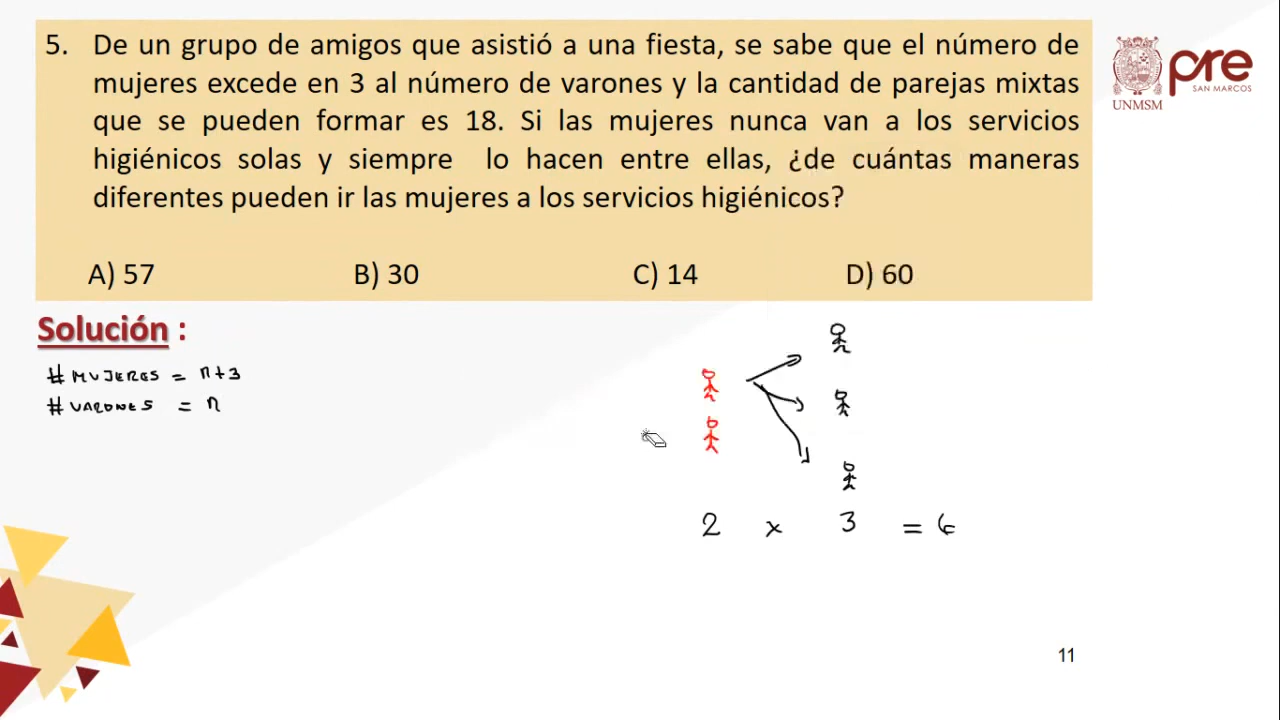 5. De un grupo de amigos que asistió a una fiesta, se sabe que el número de
mujeres excede en 3 al número de varones y la cantidad de parejas mixtas
que se pueden formar es 18. Si las mujeres nunca van a los servicios
higiénicos solas y siempre lo hacen entre ellas, ¿de cuántas maneras
diferentes pueden ir las mujeres a los servicios higiénicos?
A) 57 B) 30 C) 14 D) 60
pre
SAN MARCOS
UNMSM
Solución :
# MUJERES = n+3
# VARONES = n
2 x 3 = 6
11